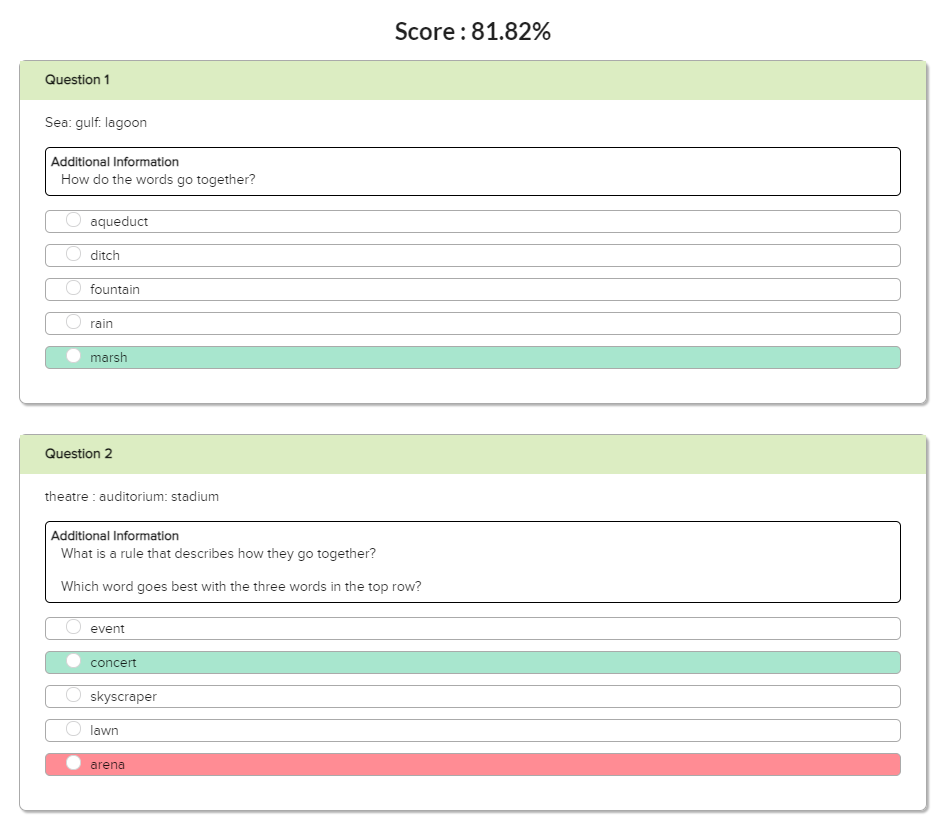 Score : 81.82%
Question 1
Sea: gulf: lagoon
Additional Information
How do the words go together?
aqueduct
ditch
fountain
rain
marsh
Question 2
theatre : auditorium: stadium
Additional Information
What is a rule that describes how they go together?
Which word goes best with the three words in the top row?
event
concert
skyscraper
lawn
arena